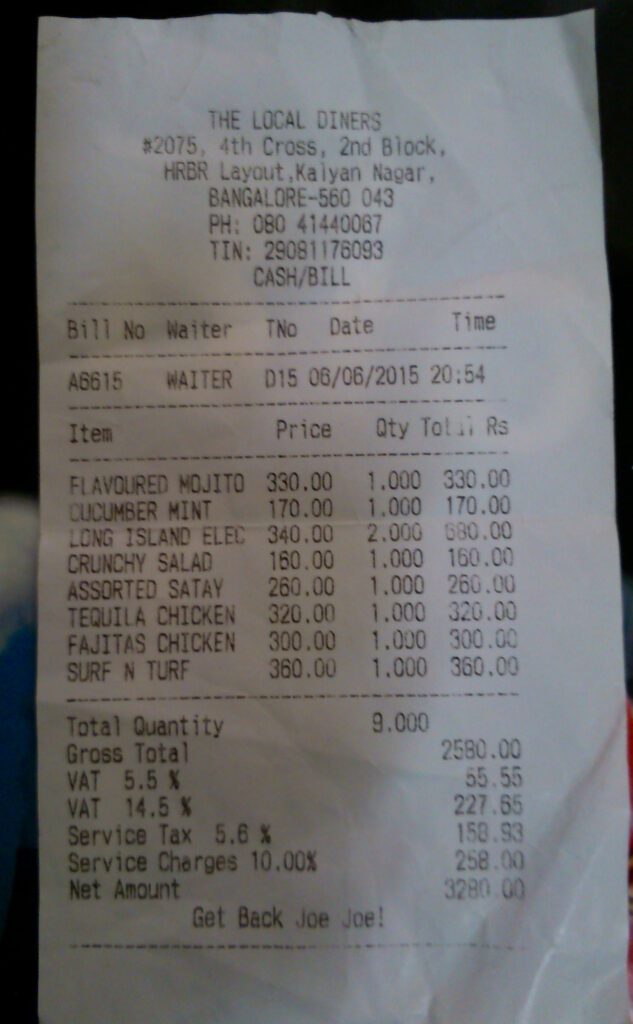 THE LOCAL DINERS
#2075, 4th Cross, 2nd Block,
HRBR Layout,Kalyan Nagar,
BANGALORE-560 043
PH: 080 41440067
TIN: 29081176093
CASH/BILL
Bill No Waiter TNo Date Time
A6615 WAITER D15 06/06/2015 20:54
Item Price Qty Total Rs
FLAVOURED MOJITO 330.00 1.000 330.00
CUCUMBER MINT 170.00 1.000 170.00
LONG ISLAND ELEC 340.00 2.000 680.00
CRUNCHY SALAD 160.00 1.000 160.00
ASSORTED SATAY 260.00 1.000 260.00
TEQUILA CHICKEN 320.00 1.000 320.00
FAJITAS CHICKEN 300.00 1.000 300.00
SURF N TURF 360.00 1.000 360.00
Total Quantity 9.000
Gross Total 2580.00
VAT 5.5 % 55.55
VAT 14.5 % 227.65
Service Tax 5.6 % 158.93
Service Charges 10.00% 258.00
Net Amount 3280.00
Get Back Joe Joe!